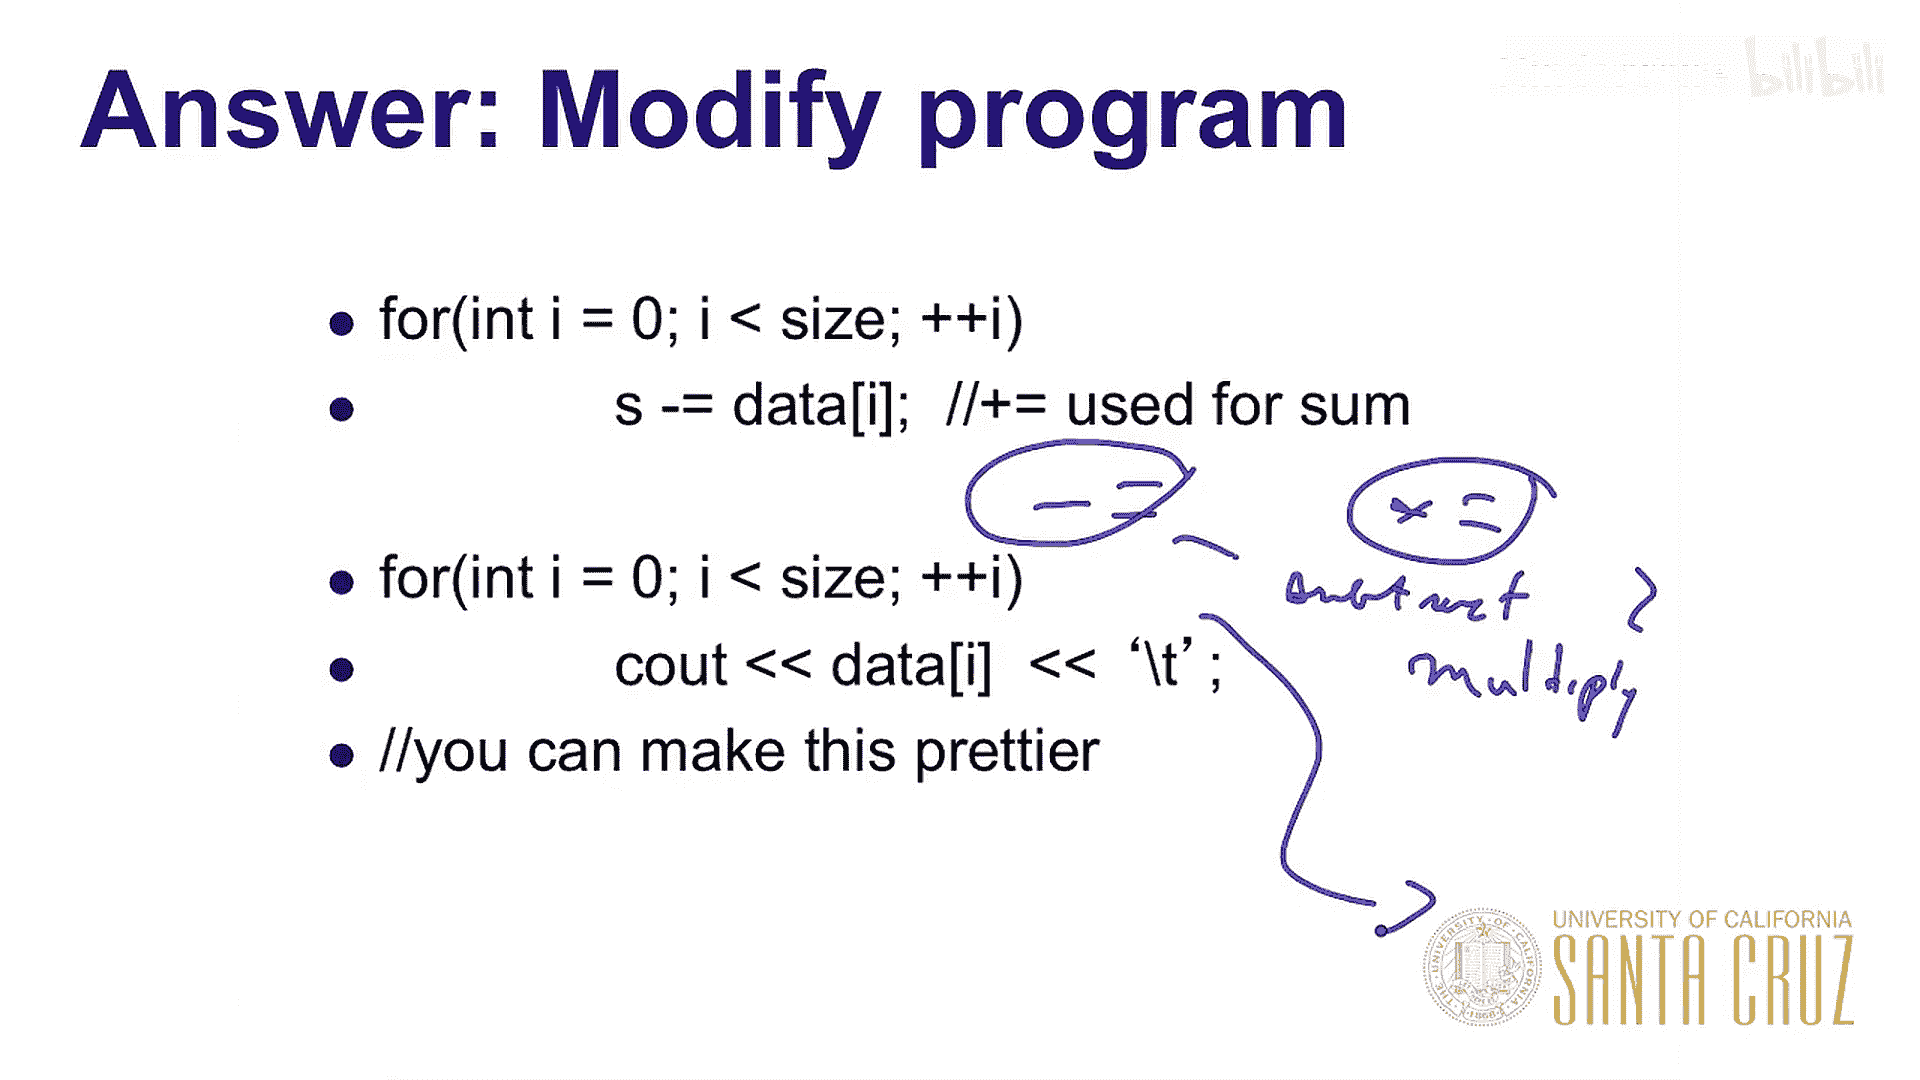 bilibili
Answer: Modify program
• for(int i = 0; i < size; ++i)
• s -= data[i]; //+= used for sum
- = * =
• for(int i = 0; i < size; ++i)
subtract
• cout << data[i] << ‘\t’ ;
multiply
• //you can make this prettier
UNIVERSITY OF CALIFORNIA
SANTA CRUZ